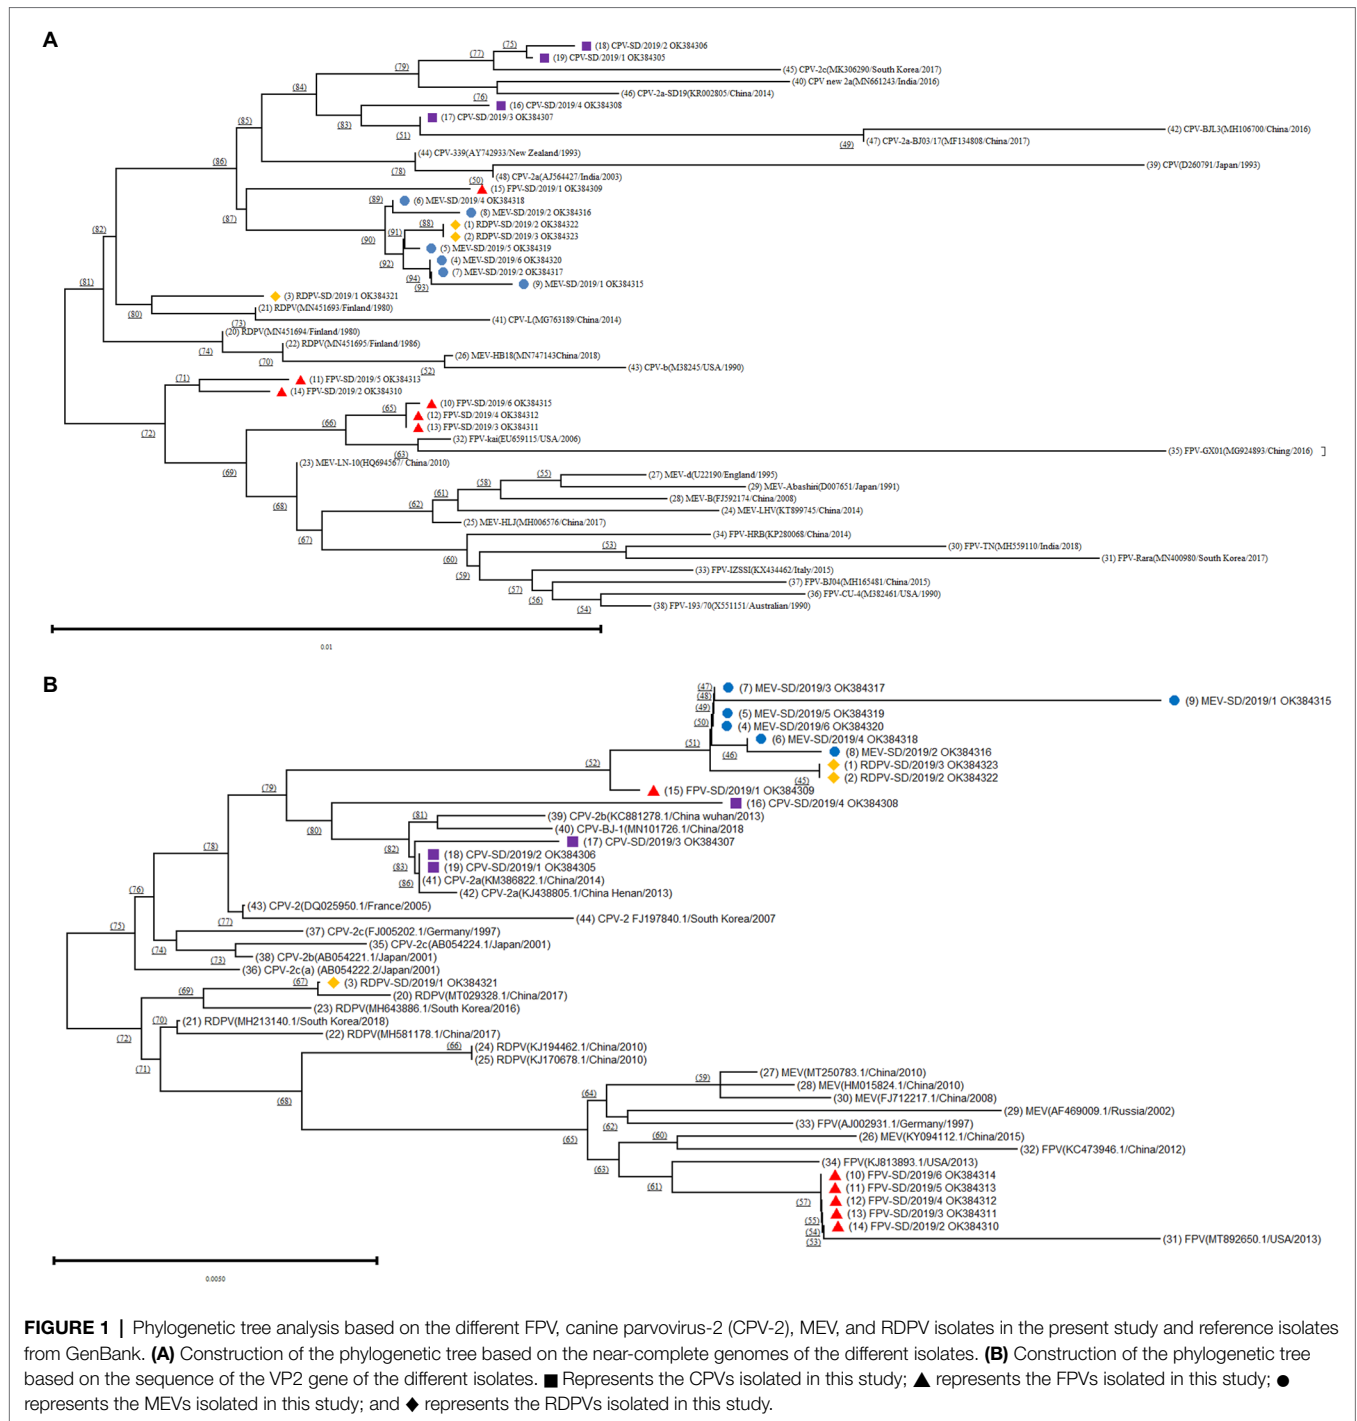 A
(75)
(18) CPV-SD/2019/2 OK384306
(77)
(19) CPV-SD/2019/1 OK384305
(79)
(45) CPV-2c(MK306290/South Korea/2017)
(84)
(40) CPV new 2a(MN661243/India/2016)
(46) CPV-2a-SD19(KR002805/China/2014)
(76)
(16) CPV-SD/2019/4 OK384308
(83)
(17) CPV-SD/2019/3 OK384307
(85)
(51)
(42) CPV-BJL3(MH106700/China/2016)
(49)
(47) CPV-2a-BJ03/17(MF134808/China/2017)
(86)
(44) CPV-339(AY742933/New Zealand/1993)
(78)
(39) CPV(D260791/Japan/1993)
(48) CPV-2a(AJ564427/India/2003)
(50)
(15) FPV-SD/2019/1 OK384309
(89)
(6) MEV-SD/2019/4 OK384318
(87)
(8) MEV-SD/2019/2 OK384316
(88)
(1) RDPV-SD/2019/2 OK384322
(82)
(91)
(2) RDPV-SD/2019/3 OK384323
(90)
(5) MEV-SD/2019/5 OK384319
(92)
(4) MEV-SD/2019/6 OK384320
(94)
(7) MEV-SD/2019/2 OK384317
(81)
(93)
(9) MEV-SD/2019/1 OK384315
(3) RDPV-SD/2019/1 OK384321
(80)
(21) RDPV(MN451693/Finland/1980)
(73)
(41) CPV-L(MG763189/China/2014)
(20) RDPV(MN451694/Finland/1980)
(74)
(22) RDPV(MN451695/Finland/1986)
(70)
(26) MEV-HB18(MN747143China/2018)
(52)
(43) CPV-b(M38245/USA/1990)
(71)
(11) FPV-SD/2019/5 OK384313
(14) FPV-SD/2019/2 OK384310
(65)
(10) FPV-SD/2019/6 OK384315
(12) FPV-SD/2019/4 OK384312
(72)
(66)
(13) FPV-SD/2019/3 OK384311
(32) FPV-kai(EU659115/USA/2006)
(63)
(35) FPV-GX01(MG924893/Ching/2016)
(69)
(23) MEV-LN-10(HQ694567/ China/2010)
(55)
(27) MEV-d(U22190/England/1995)
(58)
(29) MEV-Abashiri(D007651/Japan/1991)
(61)
(28) MEV-B(FJ592174/China/2008)
(68)
(62)
(24) MEV-LHV(KT899745/China/2014)
(25) MEV-HLJ(MH006576/China/2017)
(67)
(34) FPV-HRB(KP280068/China/2014)
(53)
(30) FPV-TN(MH559110/India/2018)
(60)
(31) FPV-Rara(MN400980/South Korea/2017)
(59)
(33) FPV-IZSSI(KX434462/Italy/2015)
(57)
(37) FPV-BJ04(MH165481/China/2015)
(56)
(36) FPV-CU-4(M382461/USA/1990)
(54)
(38) FPV-193/70(X551151/Australian/1990)
0.01
B
(47)
(7) MEV-SD/2019/3 OK384317
(48)
(9) MEV-SD/2019/1 OK384315
(49)
(5) MEV-SD/2019/5 OK384319
(50)
(4) MEV-SD/2019/6 OK384320
(51)
(6) MEV-SD/2019/4 OK384318
(46)
(8) MEV-SD/2019/2 OK384316
(52)
(1) RDPV-SD/2019/3 OK384323
(45)
(2) RDPV-SD/2019/2 OK384322
(79)
(15) FPV-SD/2019/1 OK384309
(16) CPV-SD/2019/4 OK384308
(81)
(39) CPV-2b(KC881278.1/China wuhan/2013)
(80)
(40) CPV-BJ-1(MN101726.1/China/2018
(82)
(17) CPV-SD/2019/3 OK384307
(78)
(18) CPV-SD/2019/2 OK384306
(83)
(19) CPV-SD/2019/1 OK384305
(86)
(41) CPV-2a(KM386822.1/China/2014)
(76)
(42) CPV-2a(KJ438805.1/China Henan/2013)
(43) CPV-2(DQ025950.1/France/2005)
(77)
(44) CPV-2 FJ197840.1/South Korea/2007
(75)
(37) CPV-2c(FJ005202.1/Germany/1997)
(74)
(35) CPV-2c(AB054224.1/Japan/2001)
(73)
(38) CPV-2b(AB054221.1/Japan/2001)
(36) CPV-2c(a) (AB054222.2/Japan/2001)
(67)
(3) RDPV-SD/2019/1 OK384321
(69)
(20) RDPV(MT029328.1/China/2017)
(23) RDPV(MH643886.1/South Korea/2016)
(70)
(21) RDPV(MH213140.1/South Korea/2018)
(72)
(22) RDPV(MH581178.1/China/2017)
(66)
(24) RDPV(KJ194462.1/China/2010)
(25) RDPV(KJ170678.1/China/2010)
(71)
(59)
(27) MEV(MT250783.1/China/2010)
(28) MEV(HM015824.1/China/2010)
(64)
(30) MEV(FJ712217.1/China/2008)
(68)
(29) MEV(AF469009.1/Russia/2002)
(62)
(33) FPV(AJ002931.1/Germany/1997)
(65)
(60)
(26) MEV(KY094112.1/China/2015)
(32) FPV(KC473946.1/China/2012)
(63)
(34) FPV(KJ813893.1/USA/2013)
(61)
(10) FPV-SD/2019/6 OK384314
(11) FPV-SD/2019/5 OK384313
(57)
(12) FPV-SD/2019/4 OK384312
(55)
(13) FPV-SD/2019/3 OK384311
(54)
(14) FPV-SD/2019/2 OK384310
(53)
(31) FPV(MT892650.1/USA/2013)
0.0050
FIGURE 1 | Phylogenetic tree analysis based on the different FPV, canine parvovirus-2 (CPV-2), MEV, and RDPV isolates in the present study and reference isolates
from GenBank. (A) Construction of the phylogenetic tree based on the near-complete genomes of the different isolates. (B) Construction of the phylogenetic tree
based on the sequence of the VP2 gene of the different isolates. ■ Represents the CPVs isolated in this study; ▲ represents the FPVs isolated in this study; ●
represents the MEVs isolated in this study; and ◆ represents the RDPVs isolated in this study.